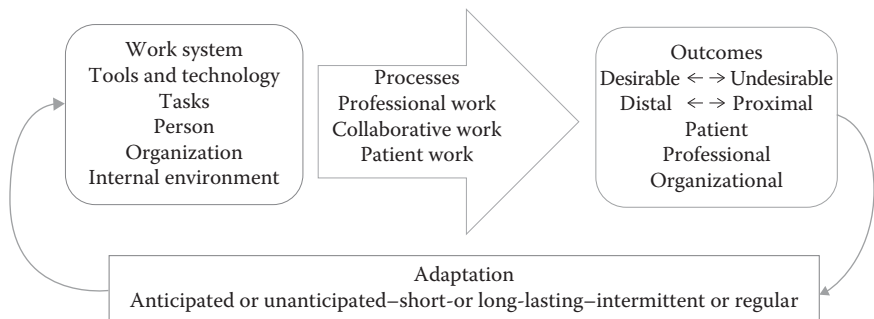 Work system
Tools and technology
Tasks
Person
Organization
Internal environment
Processes
Professional work
Collaborative work
Patient work
Outcomes
Desirable ←→ Undesirable
Distal ←→ Proximal
Patient
Professional
Organizational
Adaptation
Anticipated or unanticipated–short-or long-lasting–intermittent or regular